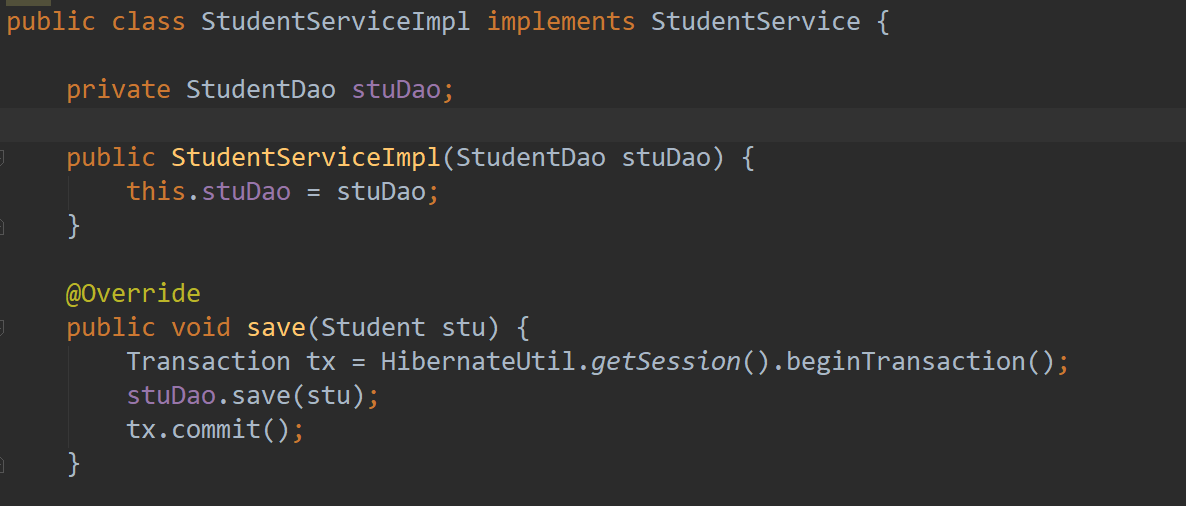 public class StudentServiceImpl implements StudentService {
private StudentDao stuDao;
public StudentServiceImpl(StudentDao stuDao) {
this.stuDao = stuDao;
}
@Override
public void save(Student stu) {
Transaction tx = HibernateUtil.getSession().beginTransaction();
stuDao.save(stu);
tx.commit();
}